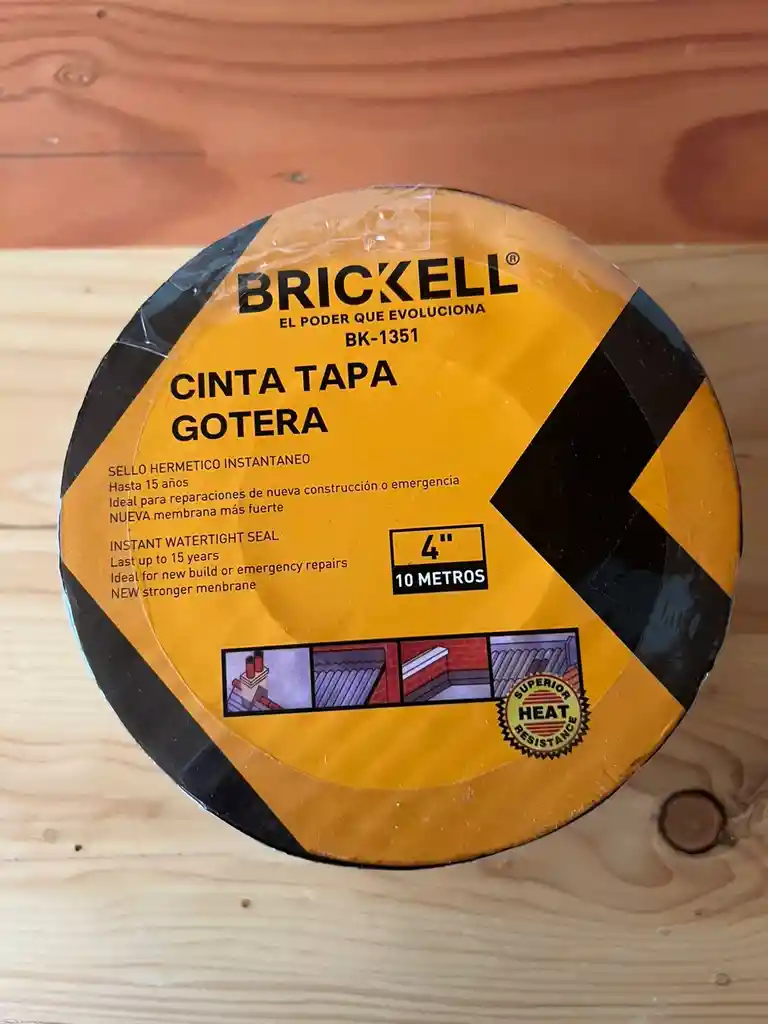 BRICKELL®
EL PODER QUE EVOLUCIONA
BK-1351
CINTA TAPA
GOTERA
SELLO HERMETICO INSTANTANEO
Hasta 15 años
Ideal para reparaciones de nueva construcción o emergencia
NUEVA membrana más fuerte
INSTANT WATERTIGHT SEAL
Last up to 15 years
Ideal for new build or emergency repairs
NEW stronger menbrane
4"
10 METROS
SUPERIOR
HEAT
RESISTANCE